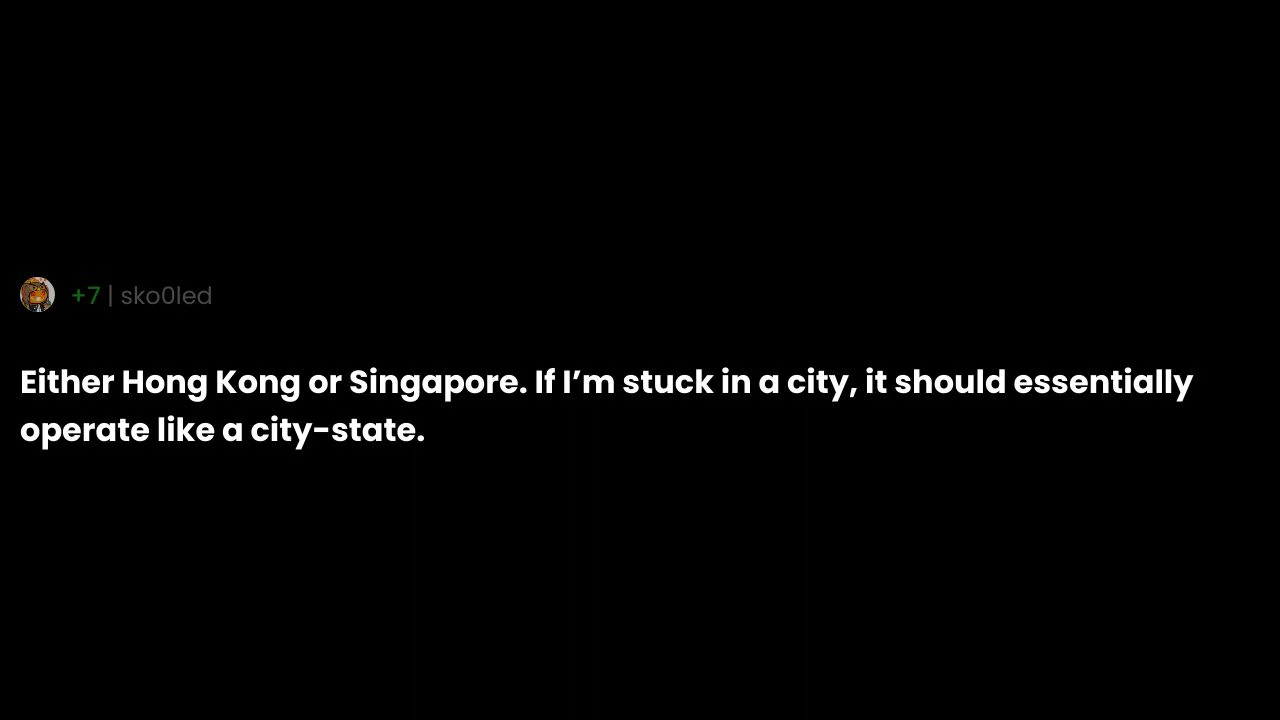 +7 | sko0led
Either Hong Kong or Singapore. If I’m stuck in a city, it should essentially
operate like a city-state.